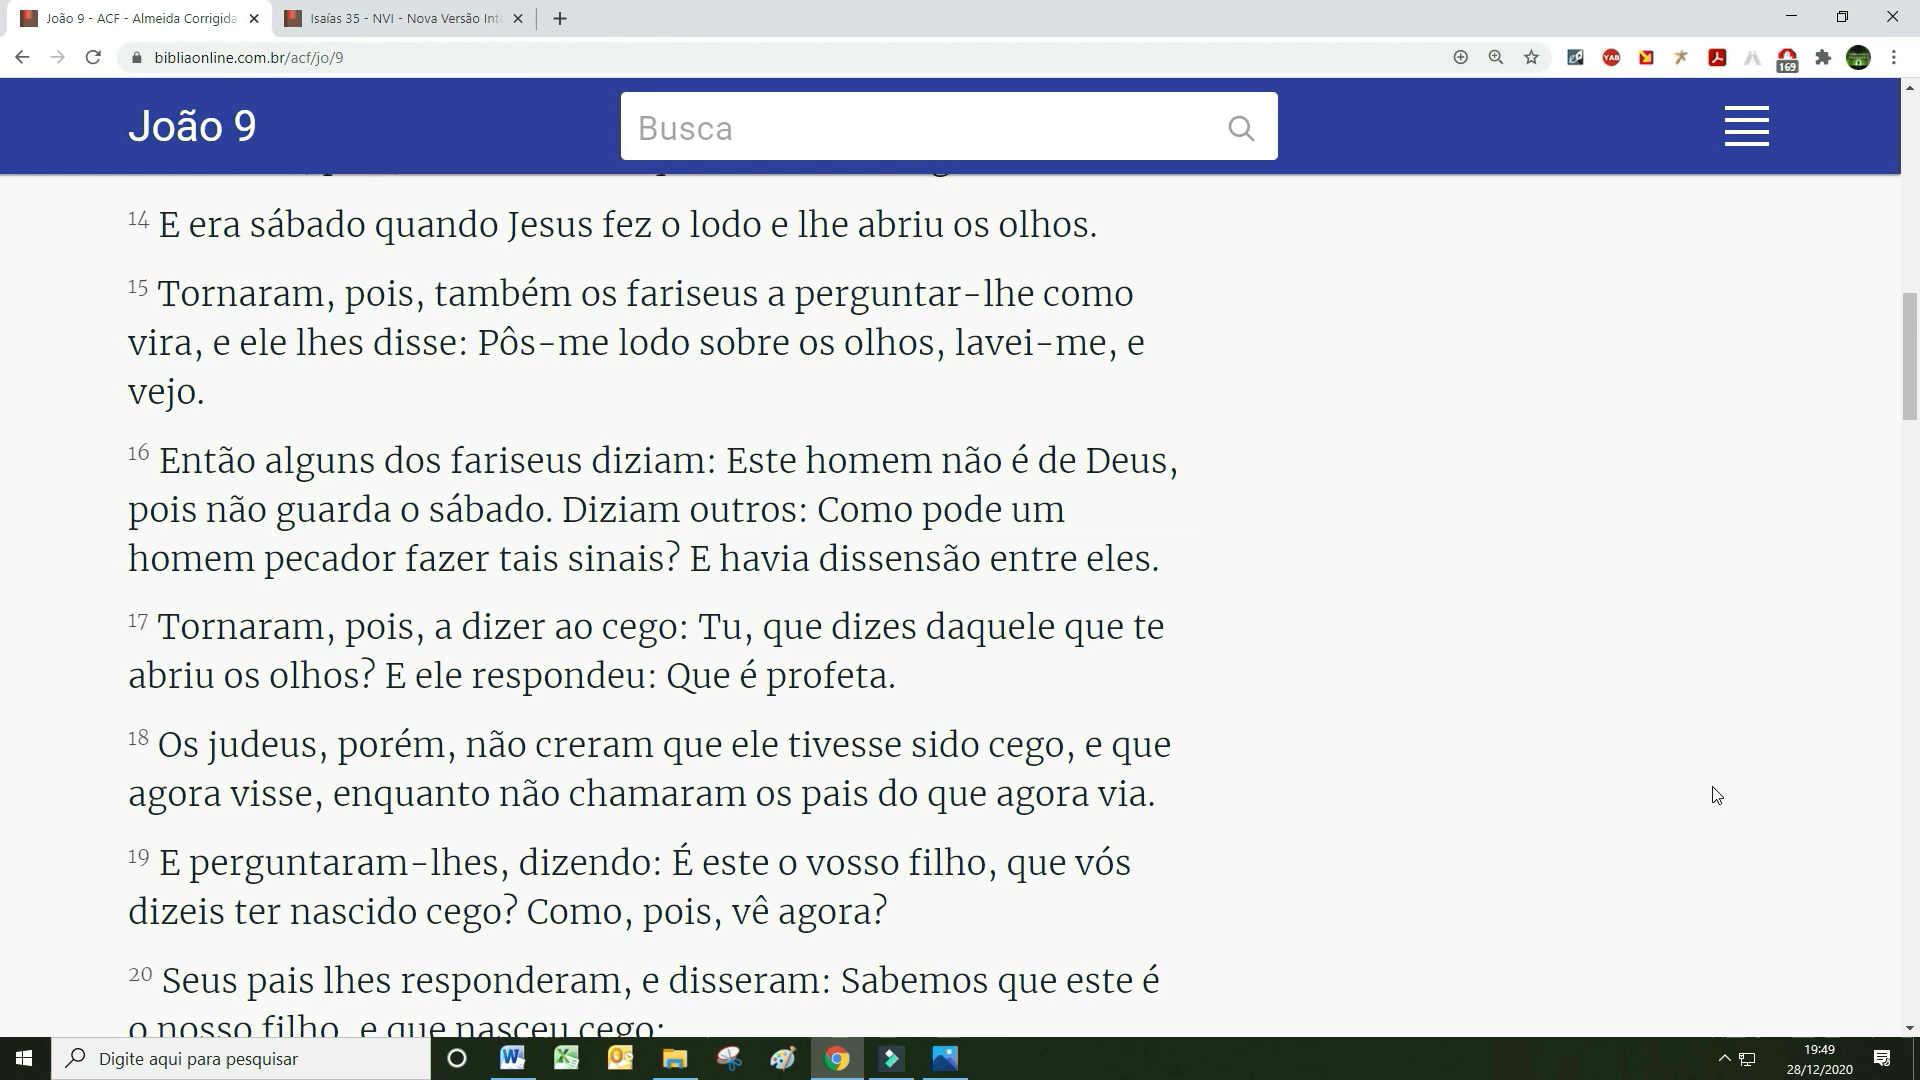 João 9 - ACF - Almeida Corrigida
Isaías 35 - NVI - Nova Versão Int
bibliaonline.com.br/acf/jo/9
YAB
169
João 9
Busca
14 E era sábado quando Jesus fez o lodo e lhe abriu os olhos.
15 Tornaram, pois, também os fariseus a perguntar-lhe como
vira, e ele lhes disse: Pôs-me lodo sobre os olhos, lavei-me, e
vejo.
16 Então alguns dos fariseus diziam: Este homem não é de Deus,
pois não guarda o sábado. Diziam outros: Como pode um
homem pecador fazer tais sinais? E havia dissensão entre eles.
17 Tornaram, pois, a dizer ao cego: Tu, que dizes daquele que te
abriu os olhos? E ele respondeu: Que é profeta.
18 Os judeus, porém, não creram que ele tivesse sido cego, e que
agora visse, enquanto não chamaram os pais do que agora via.
19 E perguntaram-lhes, dizendo: É este o vosso filho, que vós
dizeis ter nascido cego? Como, pois, vê agora?
20 Seus pais lhes responderam, e disseram: Sabemos que este é
o nosso filho, e que nasceu cego;
Digite aqui para pesquisar
19:49
28/12/2020